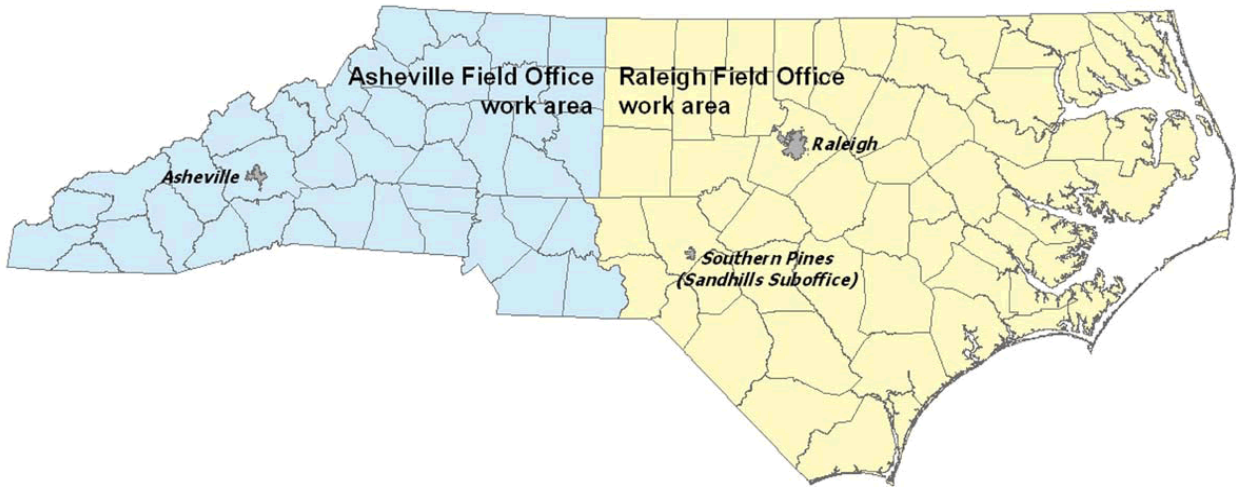 Asheville Field Office
work area
Raleigh Field Office
work area
Raleigh
Asheville
Southern Pines
(Sandhills Suboffice)